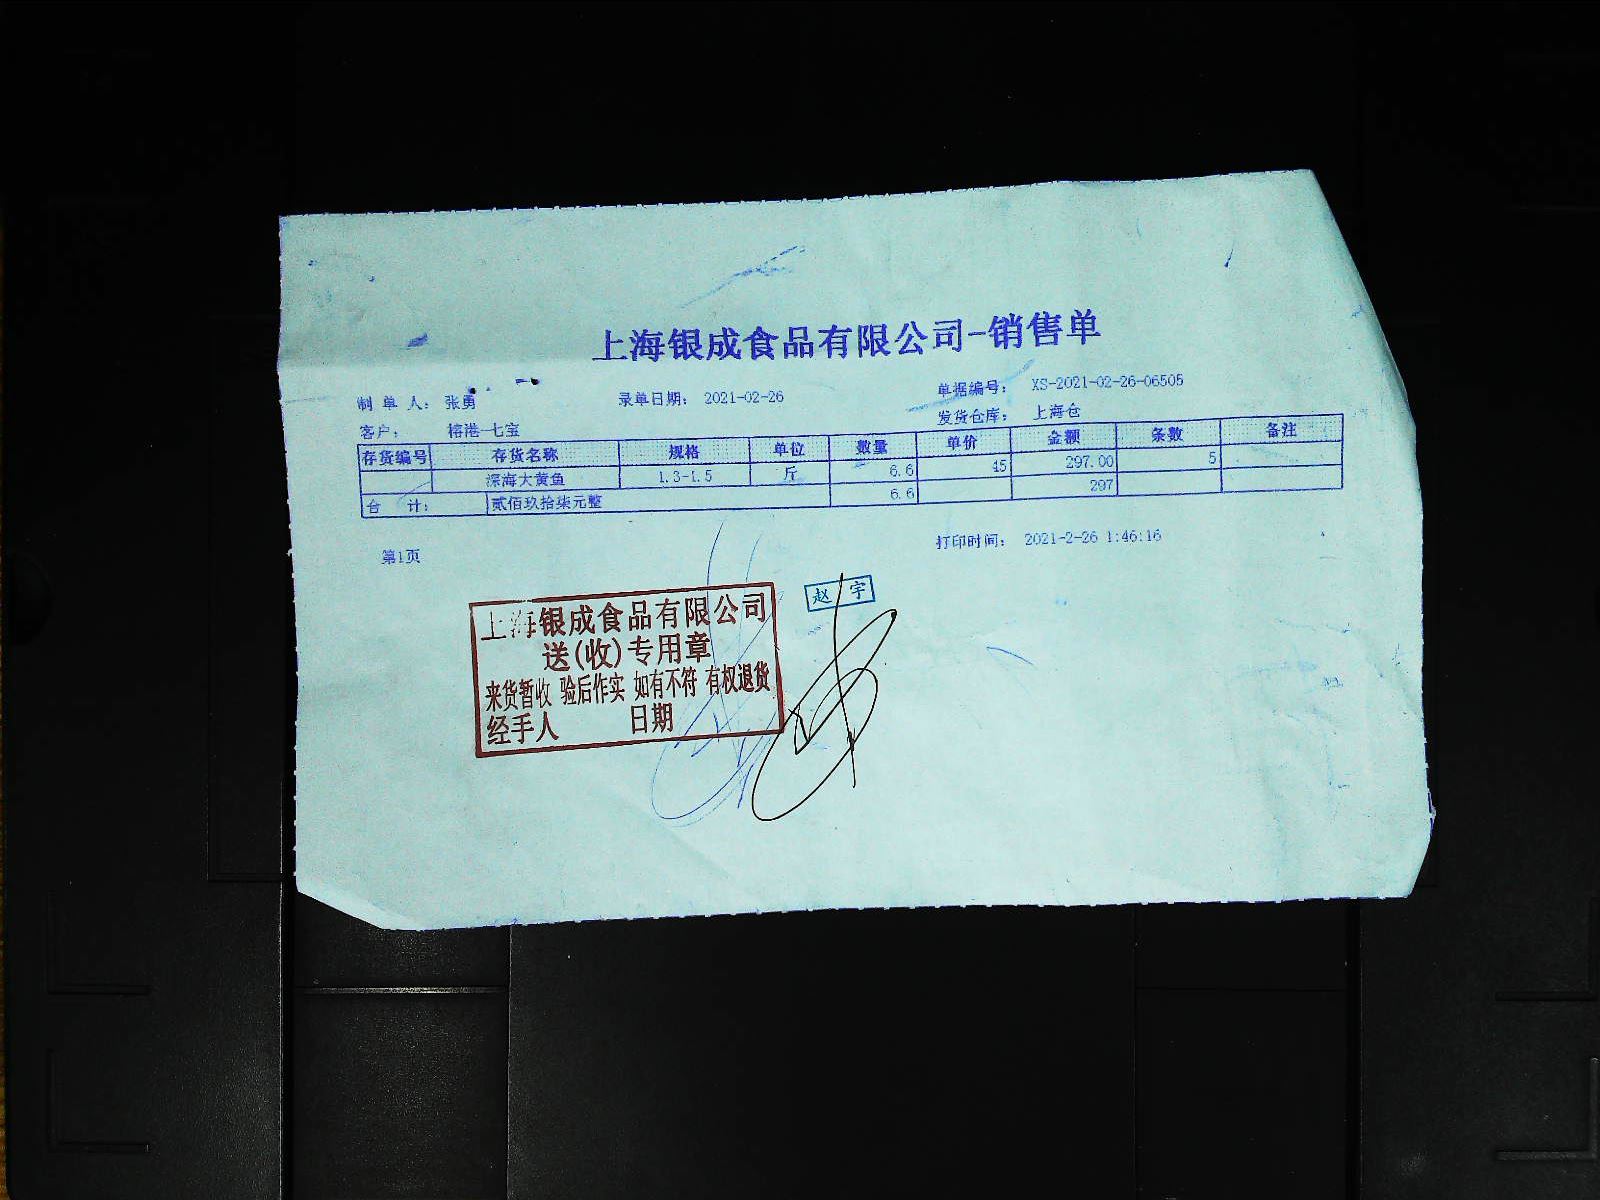 上海银成食品有限公司-销售单
制 单 人： 张勇 录单日期： 2021-02-26 单据编号： XS-2021-02-26-06505
客户： 榕港-七宝 发货仓库： 上海仓
存货编号 存货名称 规格 单位 数量 单价 金额 条数 备注
深海大黄鱼 1.3-1.5 斤 6.6 45 297.00 5
合 计： 贰佰玖拾柒元整 6.6 297
第1页 打印时间： 2021-2-26 1:46:16
赵 宇
上海银成食品有限公司
送(收)专用章
来货暂收 验后作实 如有不符 有权退货
经手人 日期